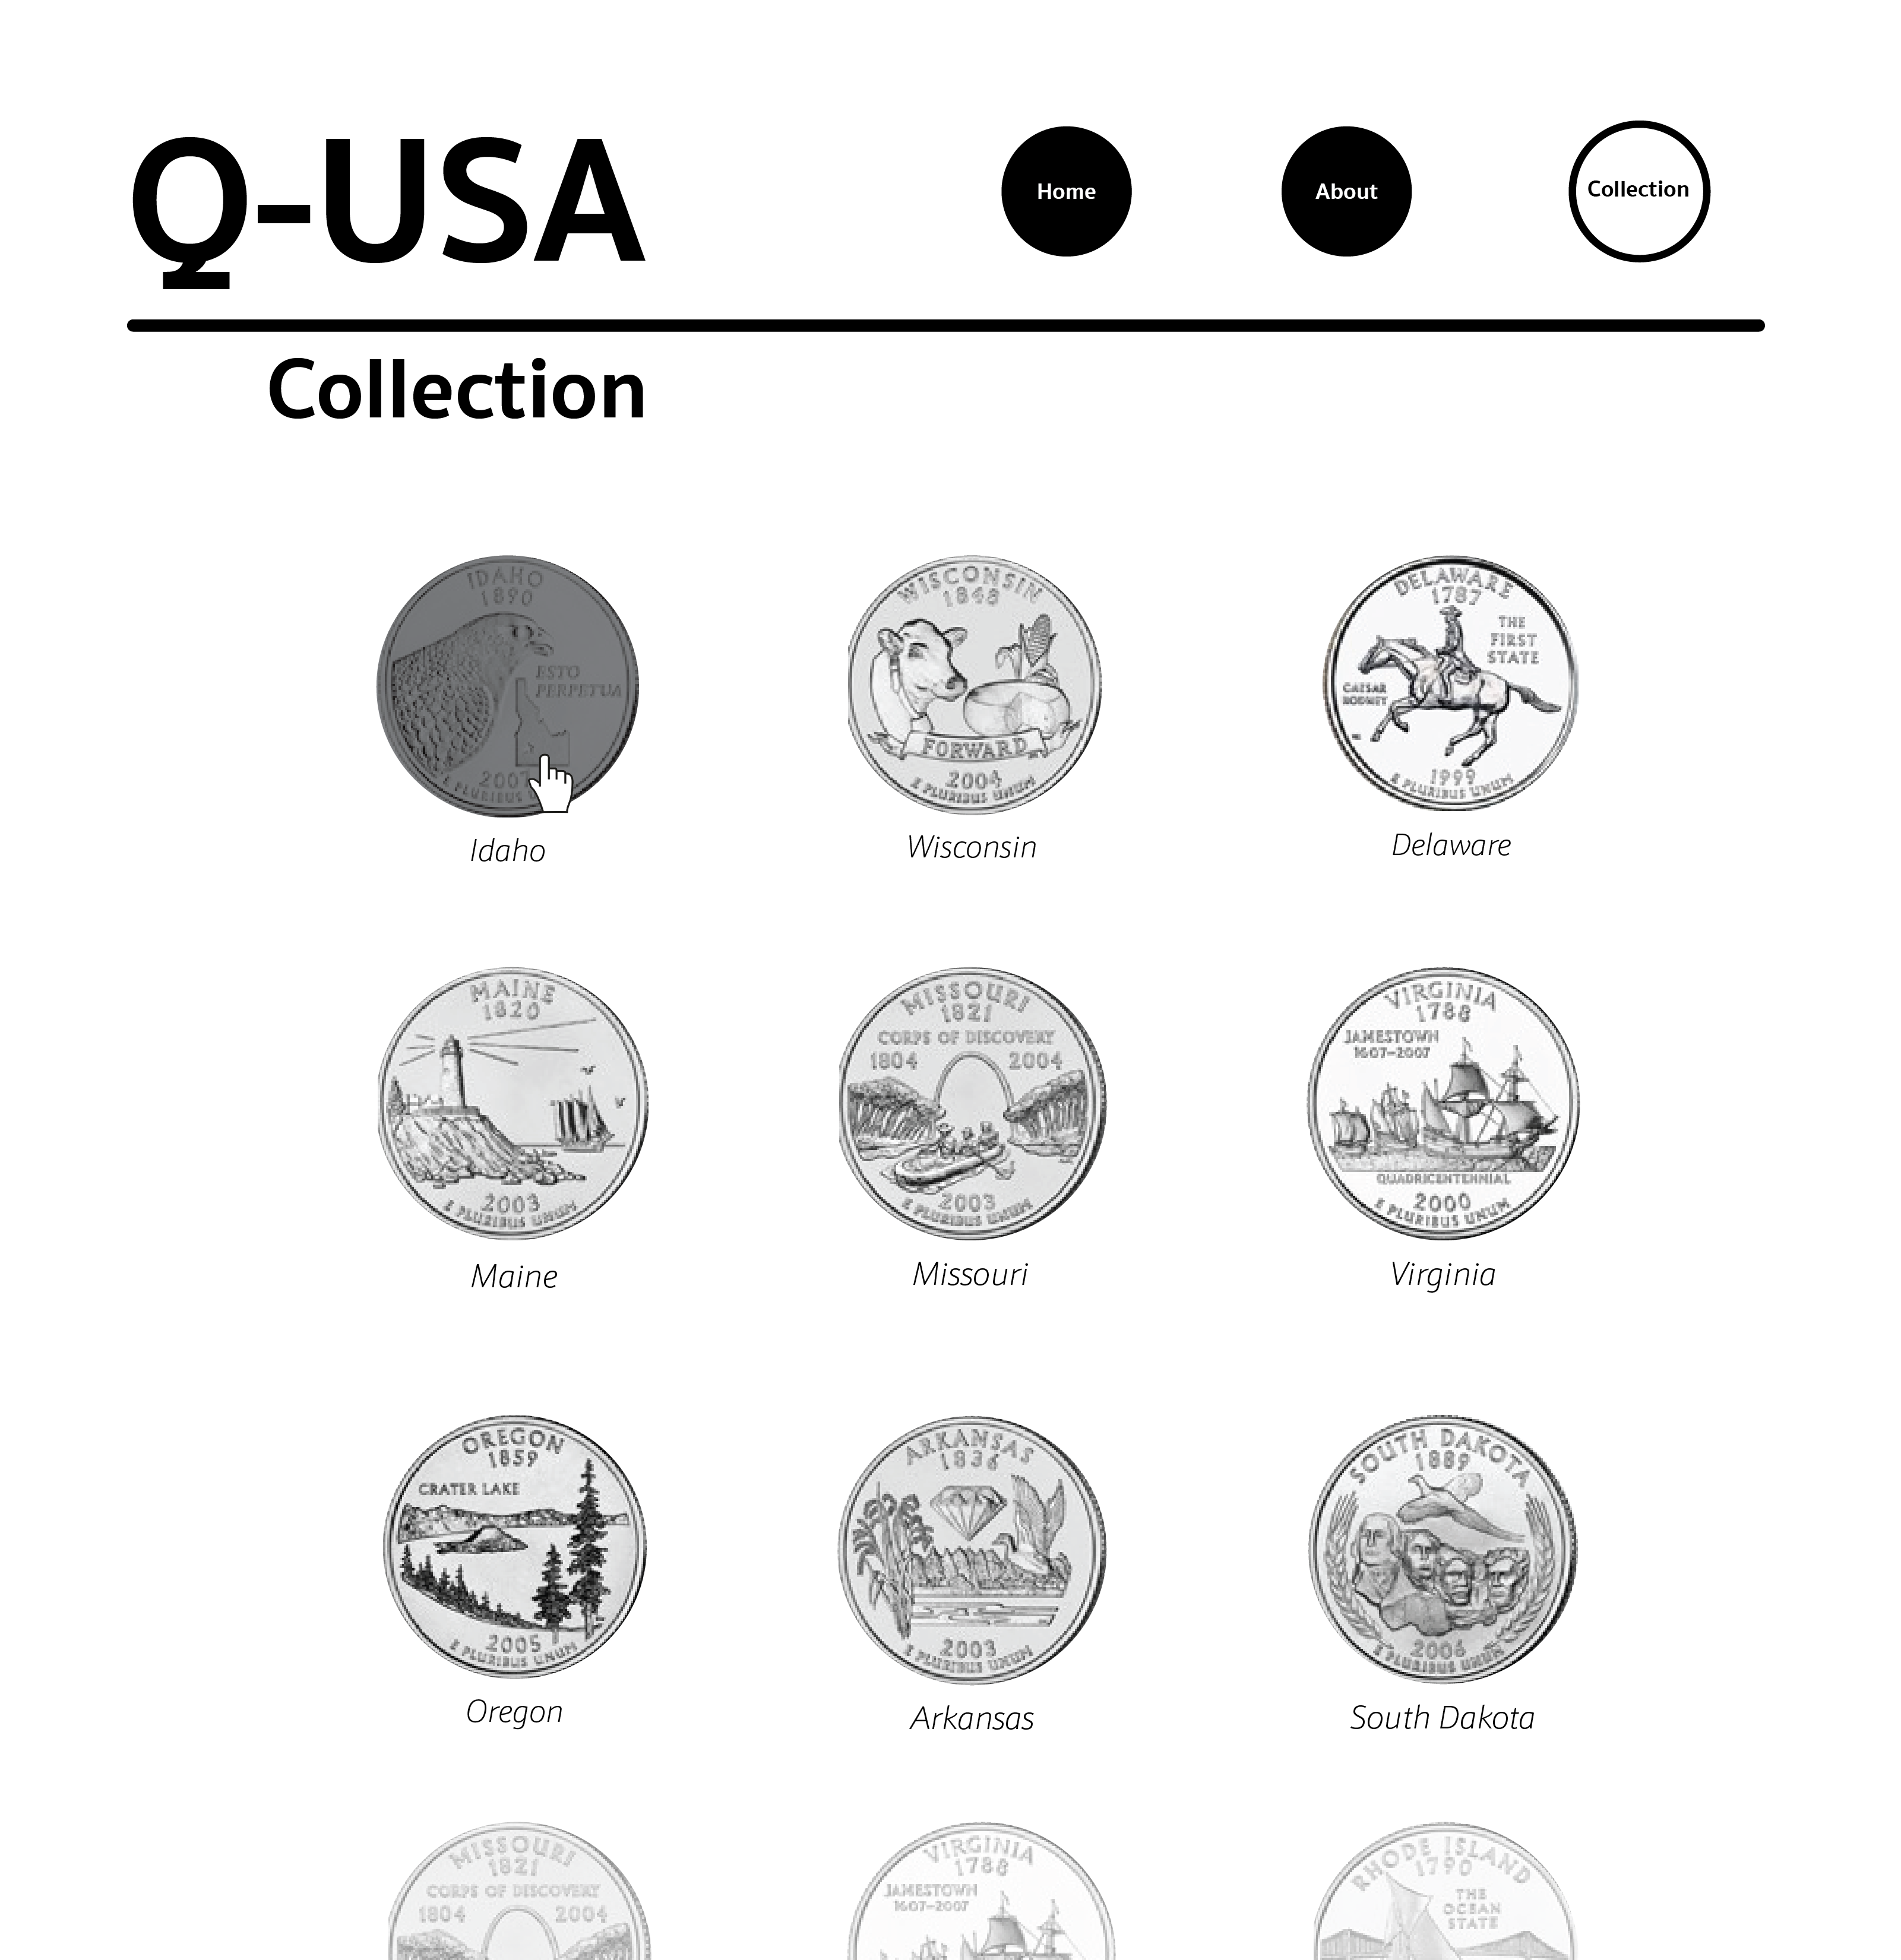 Q-USA
Home
About
Collection
Collection
IDAHO
1890
ESTO
PERPETUA
2007
E PLURIBUS
Idaho
WISCONSIN
1848
FORWARD
2004
E PLURIBUS UNUM
Wisconsin
DELAWARE
1787
THE
FIRST
STATE
CAESAR
RODNEY
1999
E PLURIBUS UNUM
Delaware
MAINE
1820
2003
E PLURIBUS UNUM
Maine
MISSOURI
1821
CORPS OF DISCOVERY
1804 2004
2003
E PLURIBUS UNUM
Missouri
VIRGINIA
1788
JAMESTOWN
1607-2007
QUADRICENTENNIAL
2000
E PLURIBUS UNUM
Virginia
OREGON
1859
CRATER LAKE
2005
E PLURIBUS UNUM
Oregon
ARKANSAS
1836
2003
E PLURIBUS UNUM
Arkansas
SOUTH DAKOTA
1889
2006
E PLURIBUS UNUM
South Dakota
MISSOURI
1821
CORPS OF DISCOVERY
1804 2004
VIRGINIA
1788
JAMESTOWN
1607-2007
RHODE ISLAND
1790
THE
OCEAN
STATE